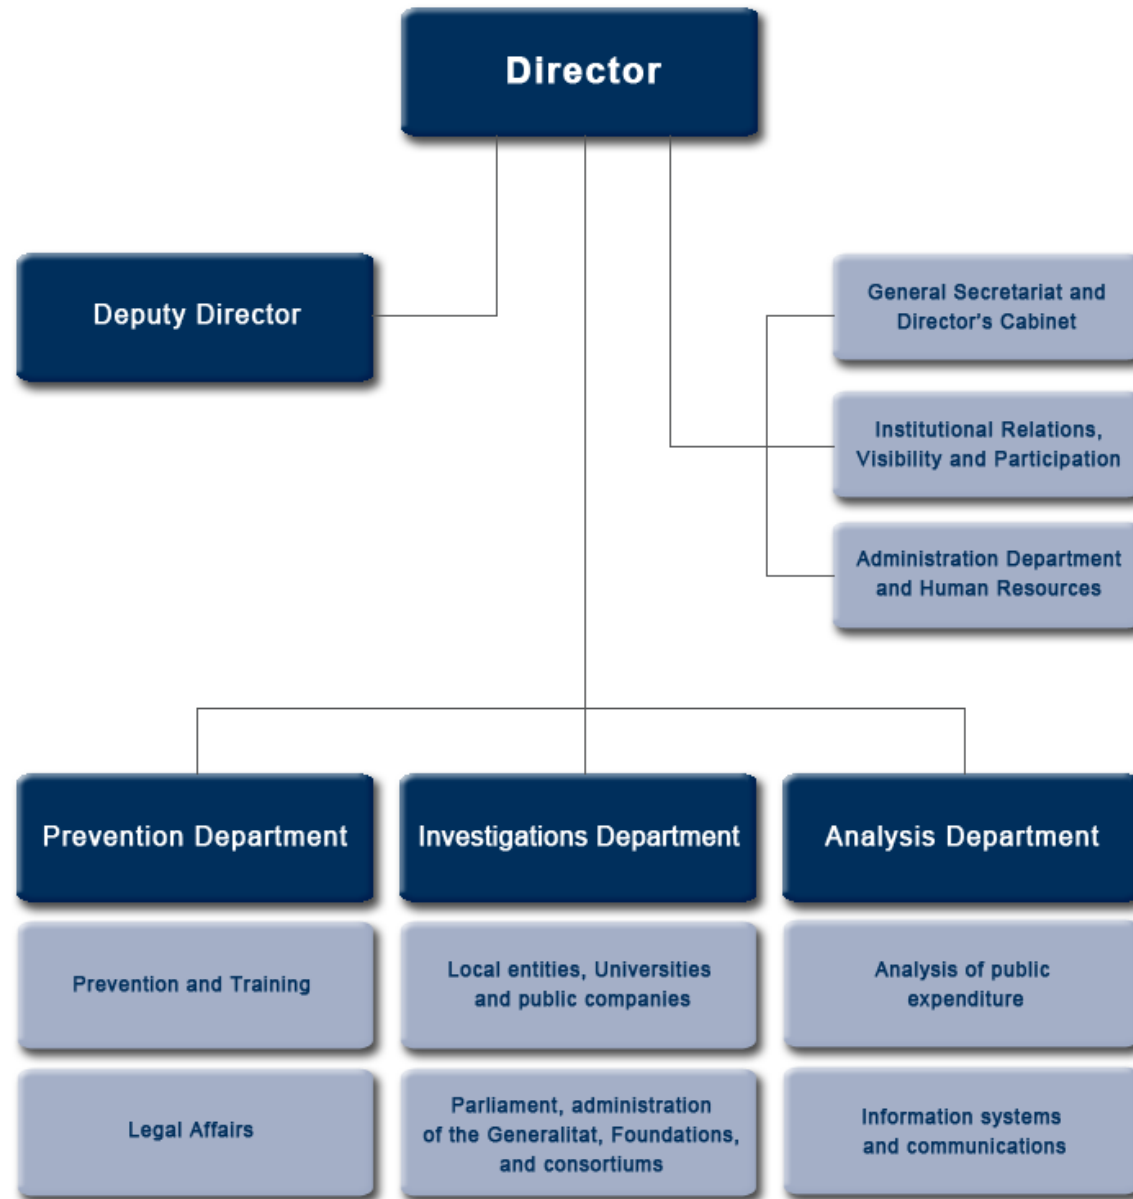 Director
Deputy Director
General Secretariat and
Director's Cabinet
Institutional Relations,
Visibility and Participation
Administration Department
and Human Resources
Prevention Department
Investigations Department
Analysis Department
Prevention and Training
Local entities, Universities
and public companies
Analysis of public
expenditure
Legal Affairs
Parliament, administration
of the Generalitat, Foundations,
and consortiums
Information systems
and communications